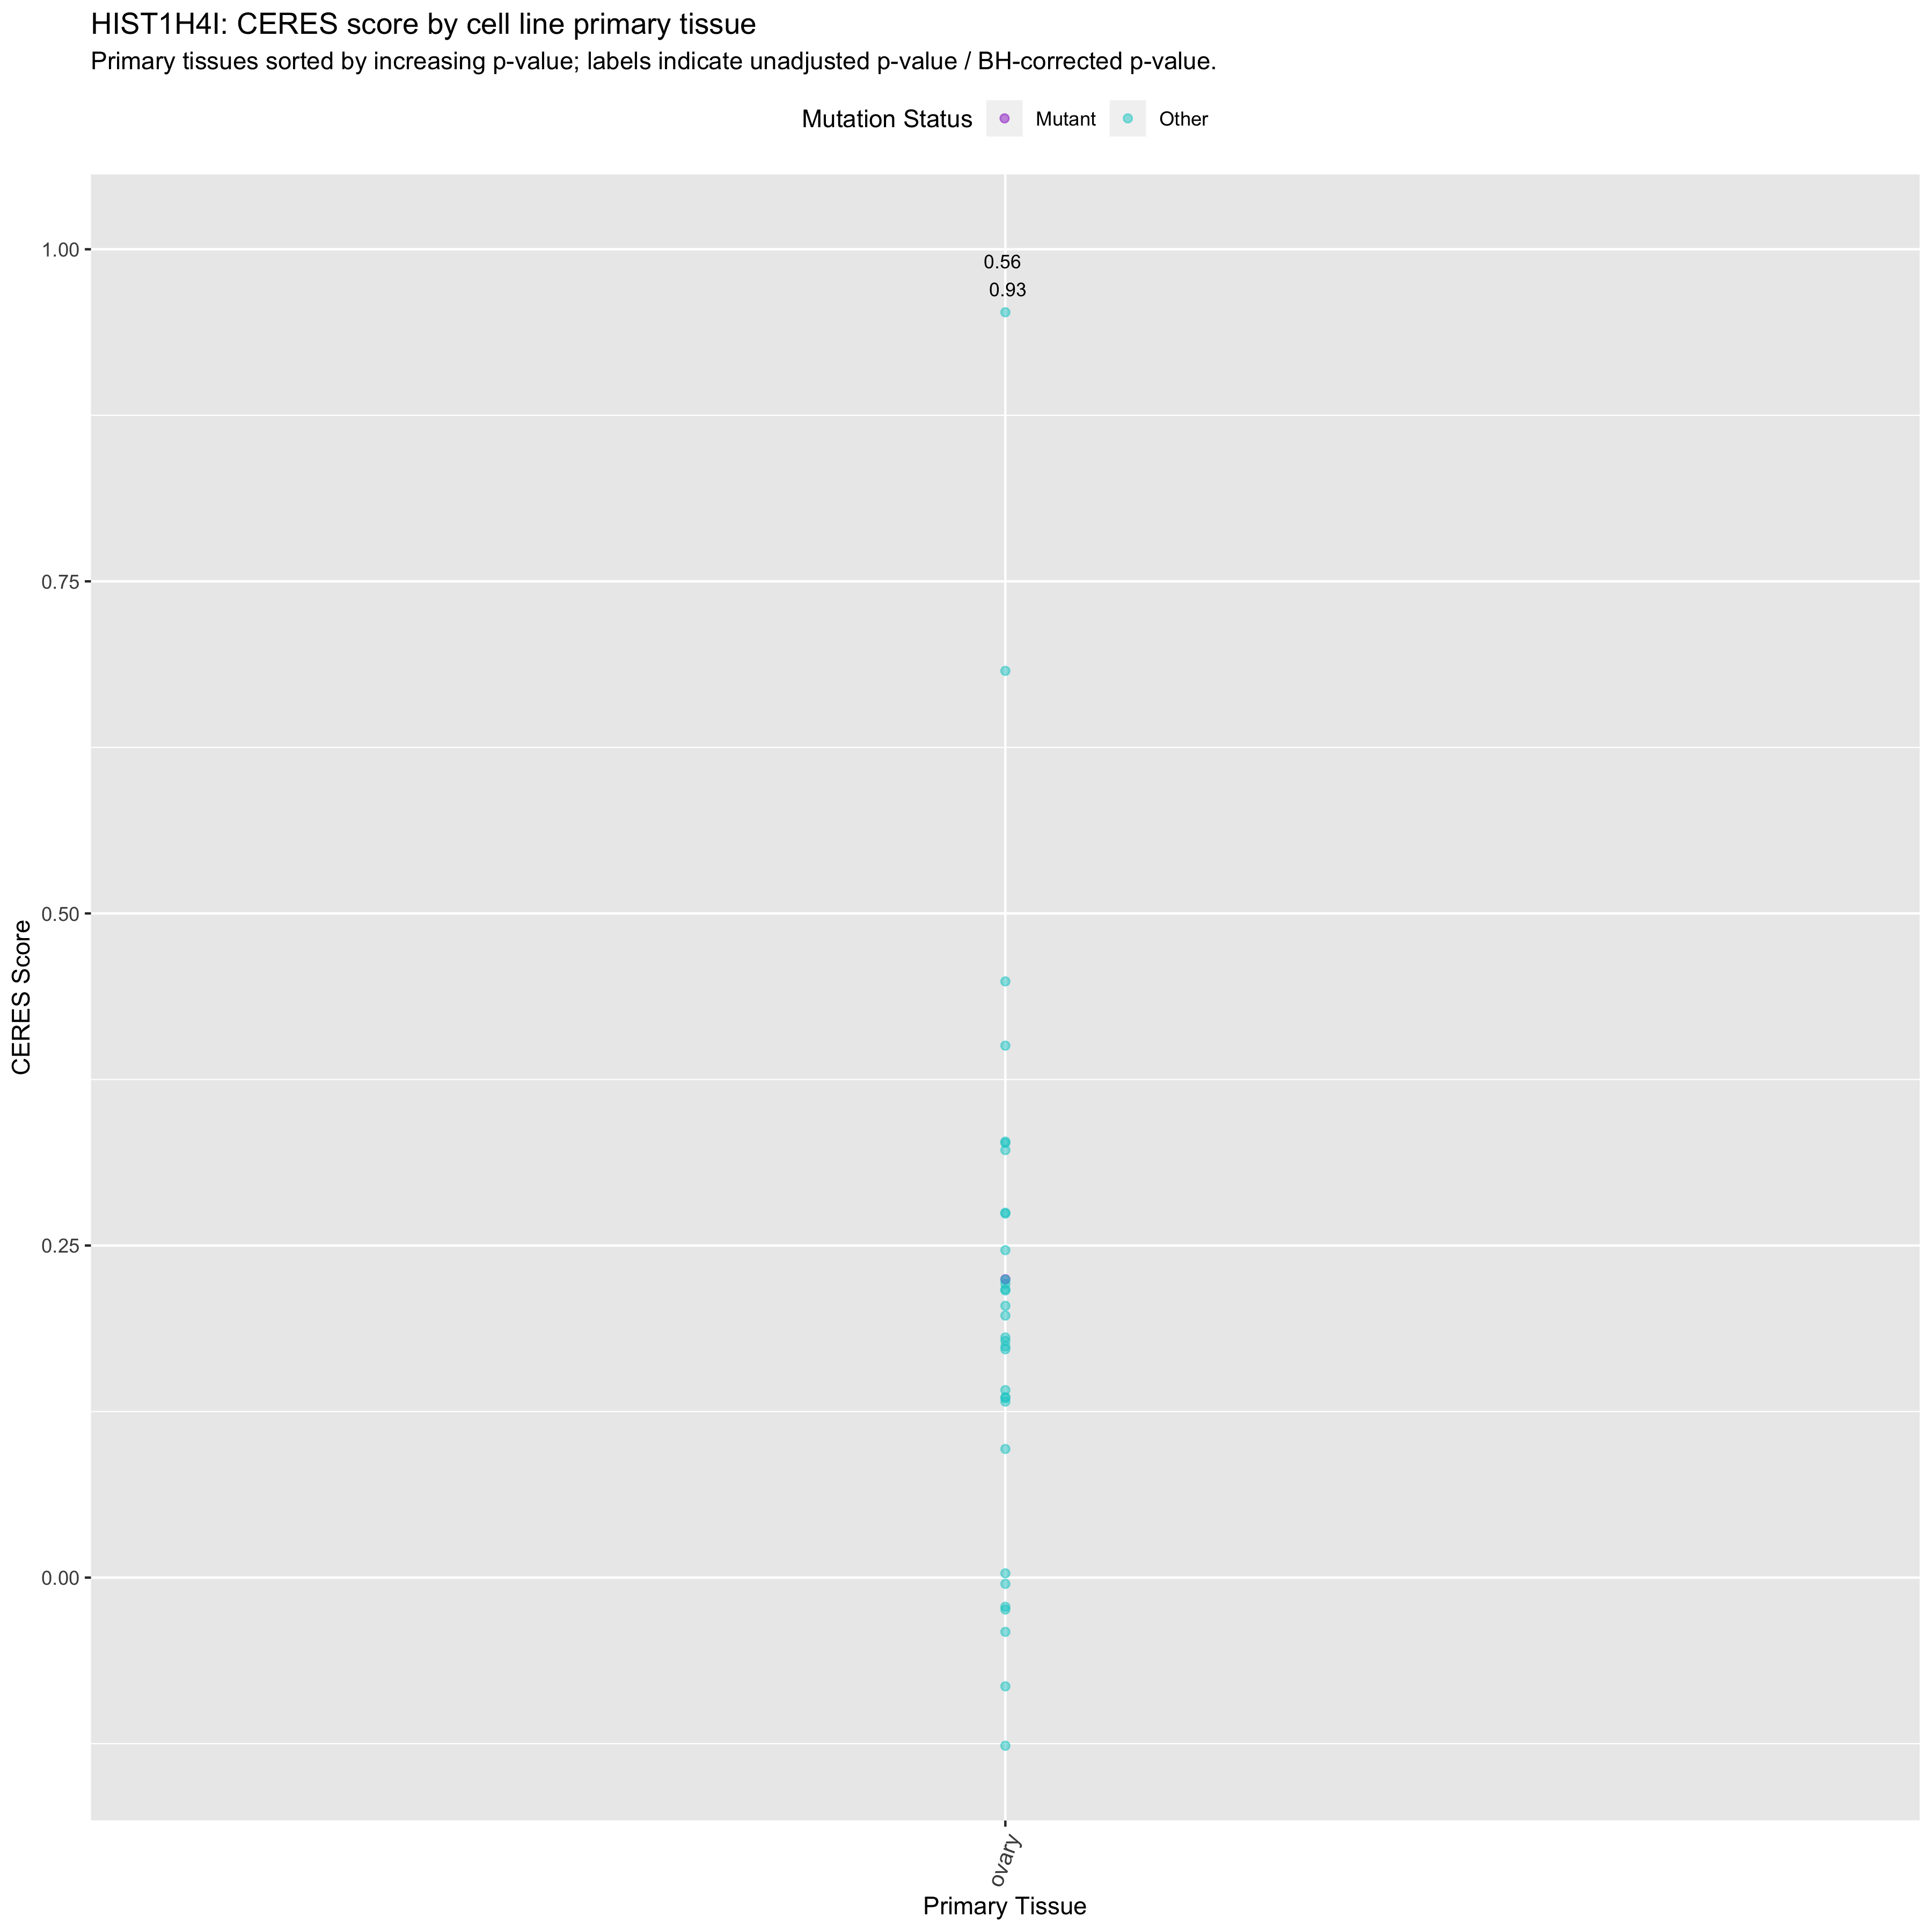 HIST1H4I: CERES score by cell line primary tissue
Primary tissues sorted by increasing p-value; labels indicate unadjusted p-value / BH-corrected p-value.
Mutation Status Mutant Other
1.00
0.56
0.93
0.75
0.50
CERES Score
0.25
0.00
ovary
Primary Tissue